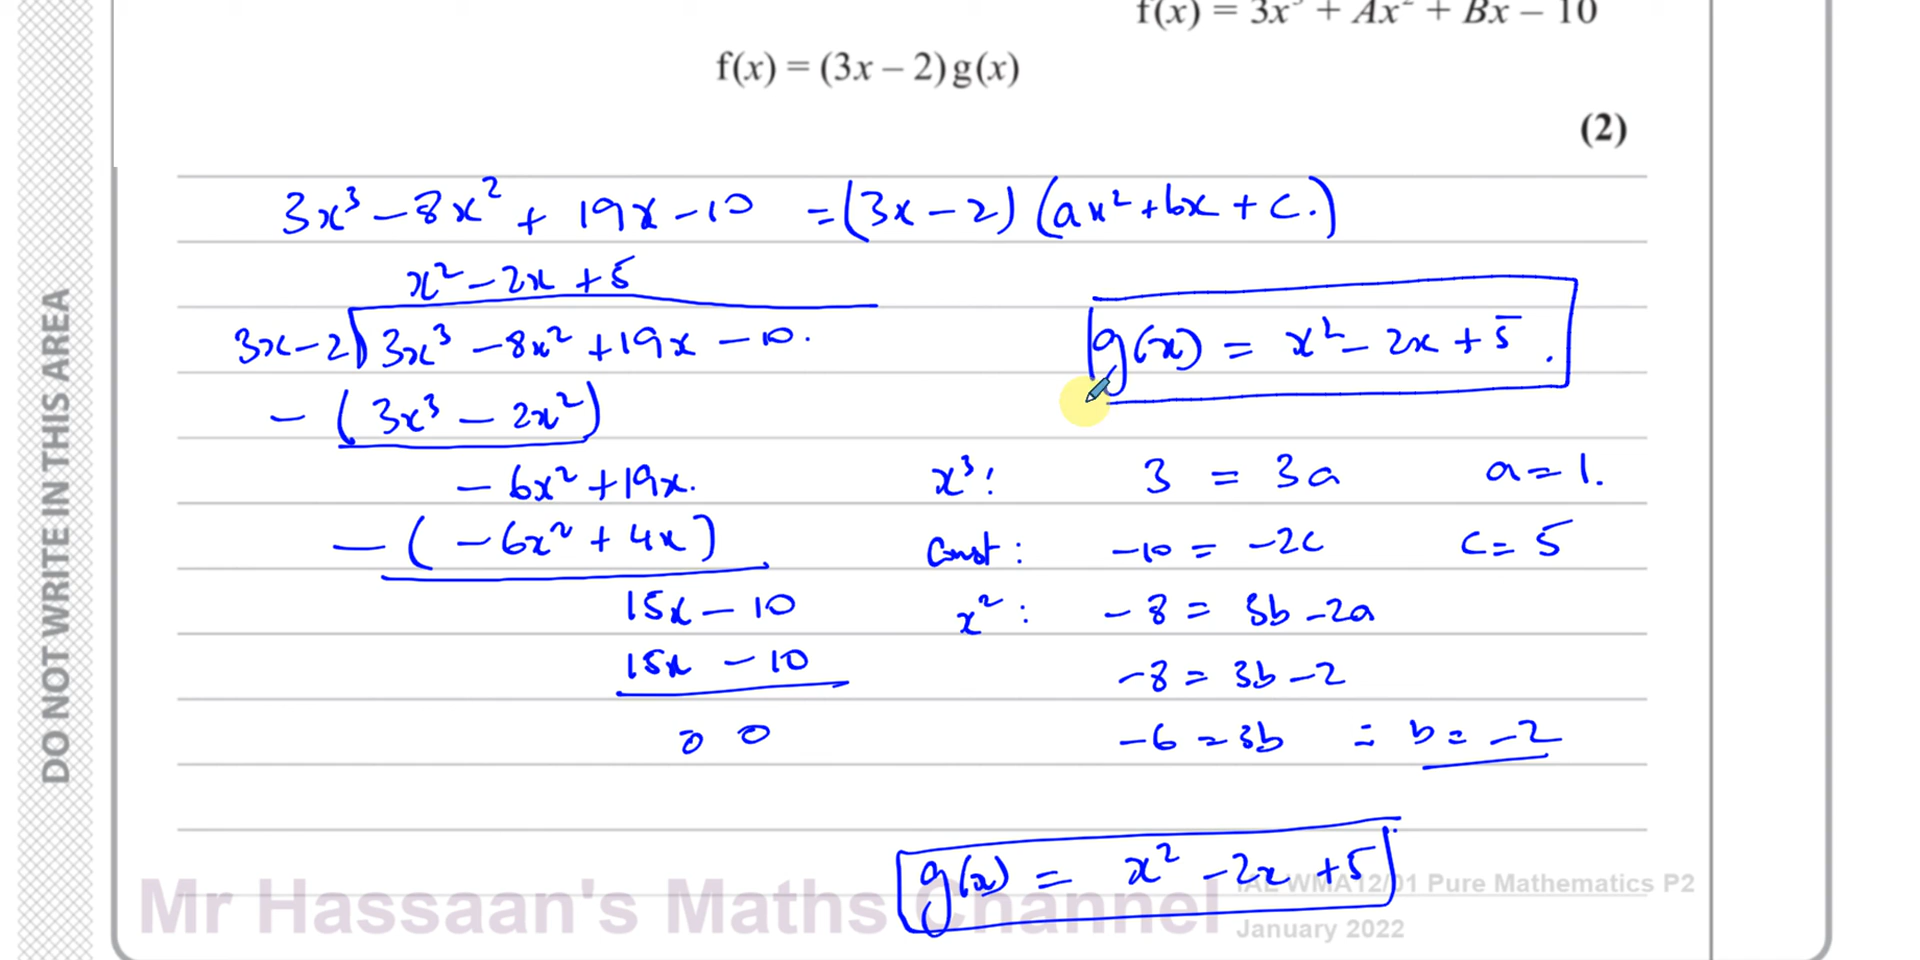 f(x) = 3x³ + Ax² + Bx – 10
f(x) = (3x – 2)g(x)
(2)
3x³ - 8x² + 19x - 10 = (3x - 2)(ax² + bx + c.)
x² - 2x + 5
3x-2) 3x³ - 8x² + 19x - 10.
g(x) = x² - 2x + 5.
- (3x³ - 2x²)
- 6x² + 19x.
x³: 3 = 3a a = 1.
- (-6x² + 4x)
Const: -10 = -2c c = 5
15x - 10
x²: -8 = 3b - 2a
15x - 10
-8 = 3b - 2
0 0
-6 = 3b = b = -2
g(x) = x² - 2x + 5
DO NOT WRITE IN THIS AREA
Mr Hassaan's Maths Channel
IAL WMA12/01 Pure Mathematics P2
January 2022